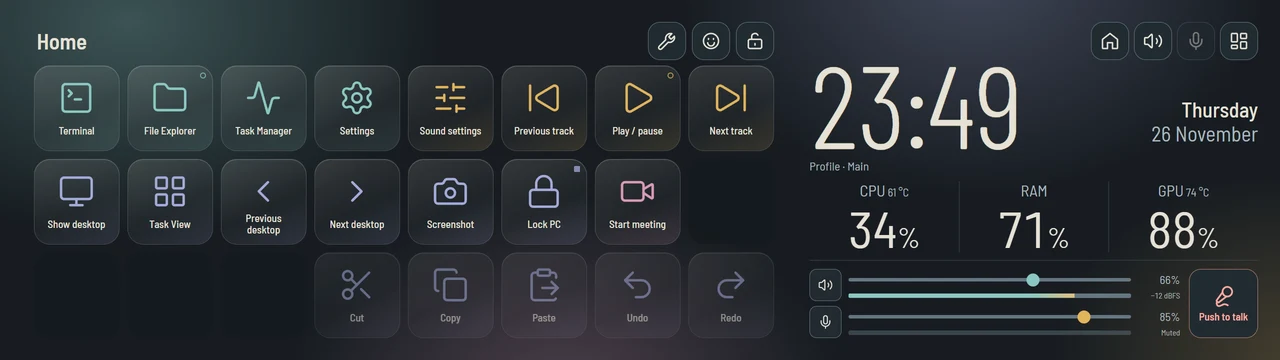 Home
Terminal
File Explorer
Task Manager
Settings
Sound settings
Previous track
Play / pause
Next track
Show desktop
Task View
Previous
desktop
Next desktop
Screenshot
Lock PC
Start meeting
Cut
Copy
Paste
Undo
Redo
23:49
Thursday
26 November
Profile · Main
CPU 61 °C
RAM
GPU 74 °C
34%
71%
88%
66%
−12 dBFS
85%
Muted
Push to talk